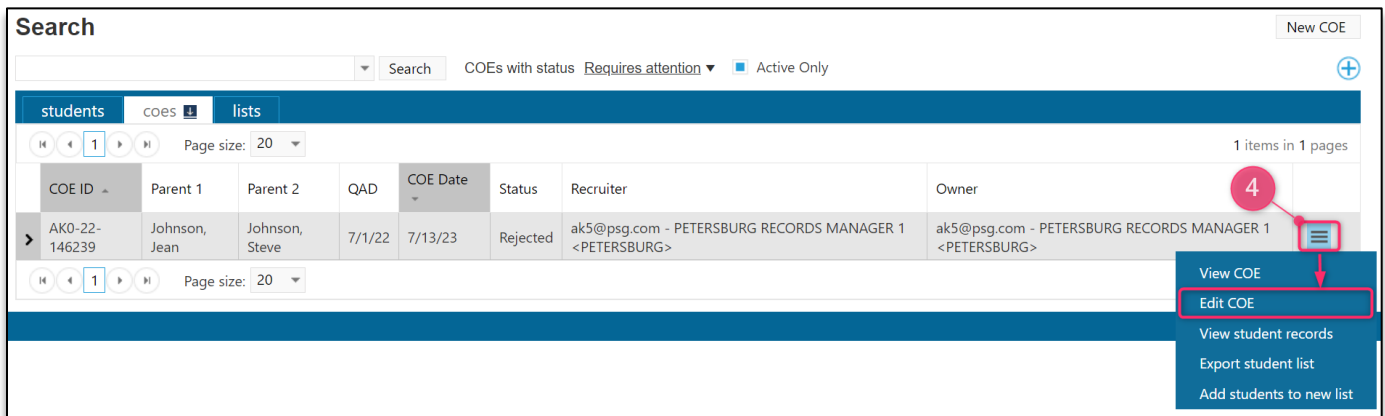 Search
New COE
Search
COEs with status Requires attention
Active Only
students
coes
lists
1
Page size: 20
1 items in 1 pages
COE ID
Parent 1
Parent 2
QAD
COE Date
Status
Recruiter
Owner
4
AK0-22-
146239
Johnson,
Jean
Johnson,
Steve
7/1/22
7/13/23
Rejected
ak5@psg.com - PETERSBURG RECORDS MANAGER 1
<PETERSBURG>
ak5@psg.com - PETERSBURG RECORDS MANAGER 1
<PETERSBURG>
1
Page size: 20
View COE
Edit COE
View student records
Export student list
Add students to new list